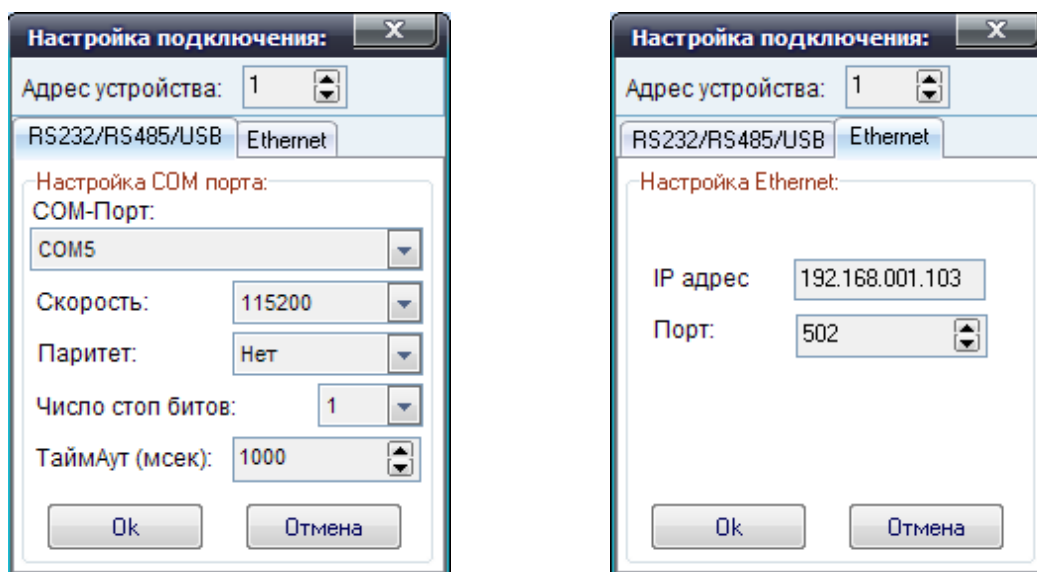 Настройка подключения: x
Адрес устройства: 1
RS232/RS485/USB Ethernet
Настройка COM порта:
COM-Порт:
COM5
Скорость: 115200
Паритет: Нет
Число стоп битов: 1
ТаймАут (мсек): 1000
Ok Отмена
Настройка подключения: x
Адрес устройства: 1
RS232/RS485/USB Ethernet
Настройка Ethernet:
IP адрес 192.168.001.103
Порт: 502
Ok Отмена